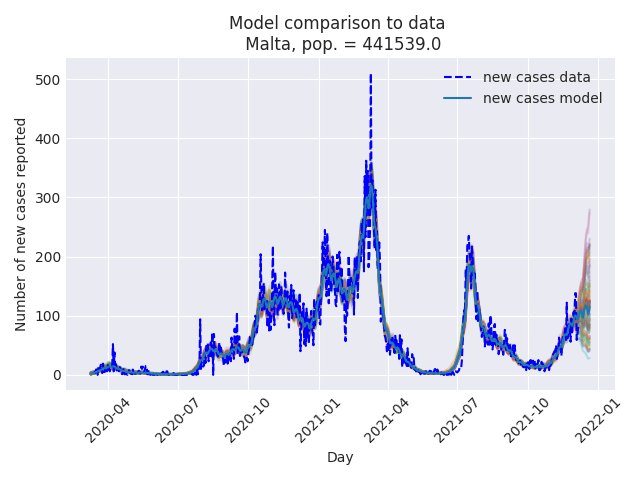 Model comparison to data
Malta, pop. = 441539.0
new cases data
new cases model
Number of new cases reported
500
400
300
200
100
0
2020-04
2020-07
2020-10
2021-01
2021-04
2021-07
2021-10
2022-01
Day